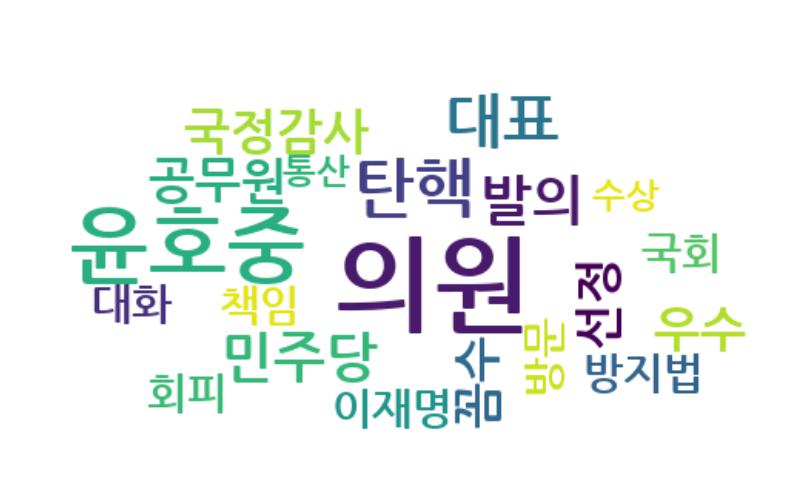 대표
국정감사
공무원
통산
탄핵
발의
수상
윤호중
의원
국회
선정
대화
책임
우수
민주당
꼼수
방문
방지법
회피
이재명